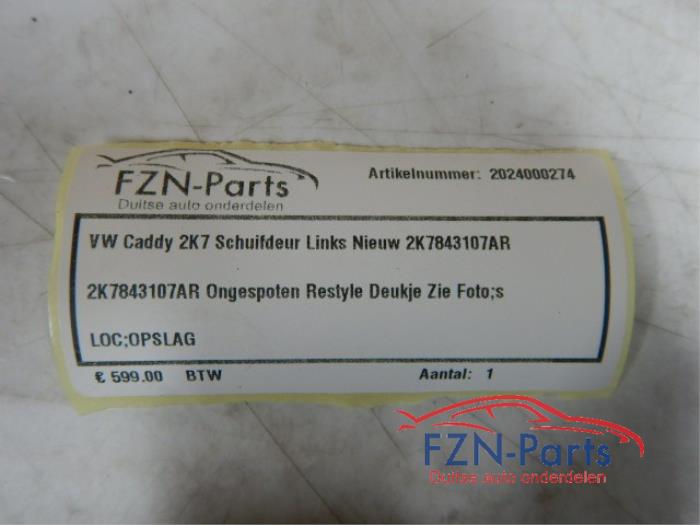 FZN-Parts
Duitse auto onderdelen
Artikelnummer: 2024000274
VW Caddy 2K7 Schuifdeur Links Nieuw 2K7843107AR
2K7843107AR Ongespoten Restyle Deukje Zie Foto;s
LOC;OPSLAG
€ 599.00 BTW
Aantal: 1
FZN-Parts
Duitse auto onderdelen